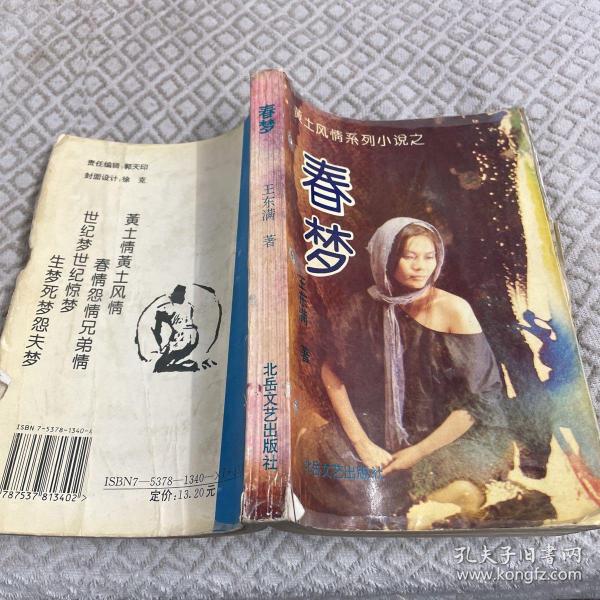 责任编辑：郭天印
封面设计：徐 克
黄土情黄土风情
春情怨情兄弟情
世纪梦世纪惊梦
生梦死梦怨夫梦
ISBN 7-5378-1340-
ISBN7—5378—1340—
定价:13.20元
787537 813402>
春梦
王东满 著
北岳文艺出版社
黄土风情系列小说之
春梦
王东满 著
北岳文艺出版社
孔夫子旧书网
www.kongfz.com